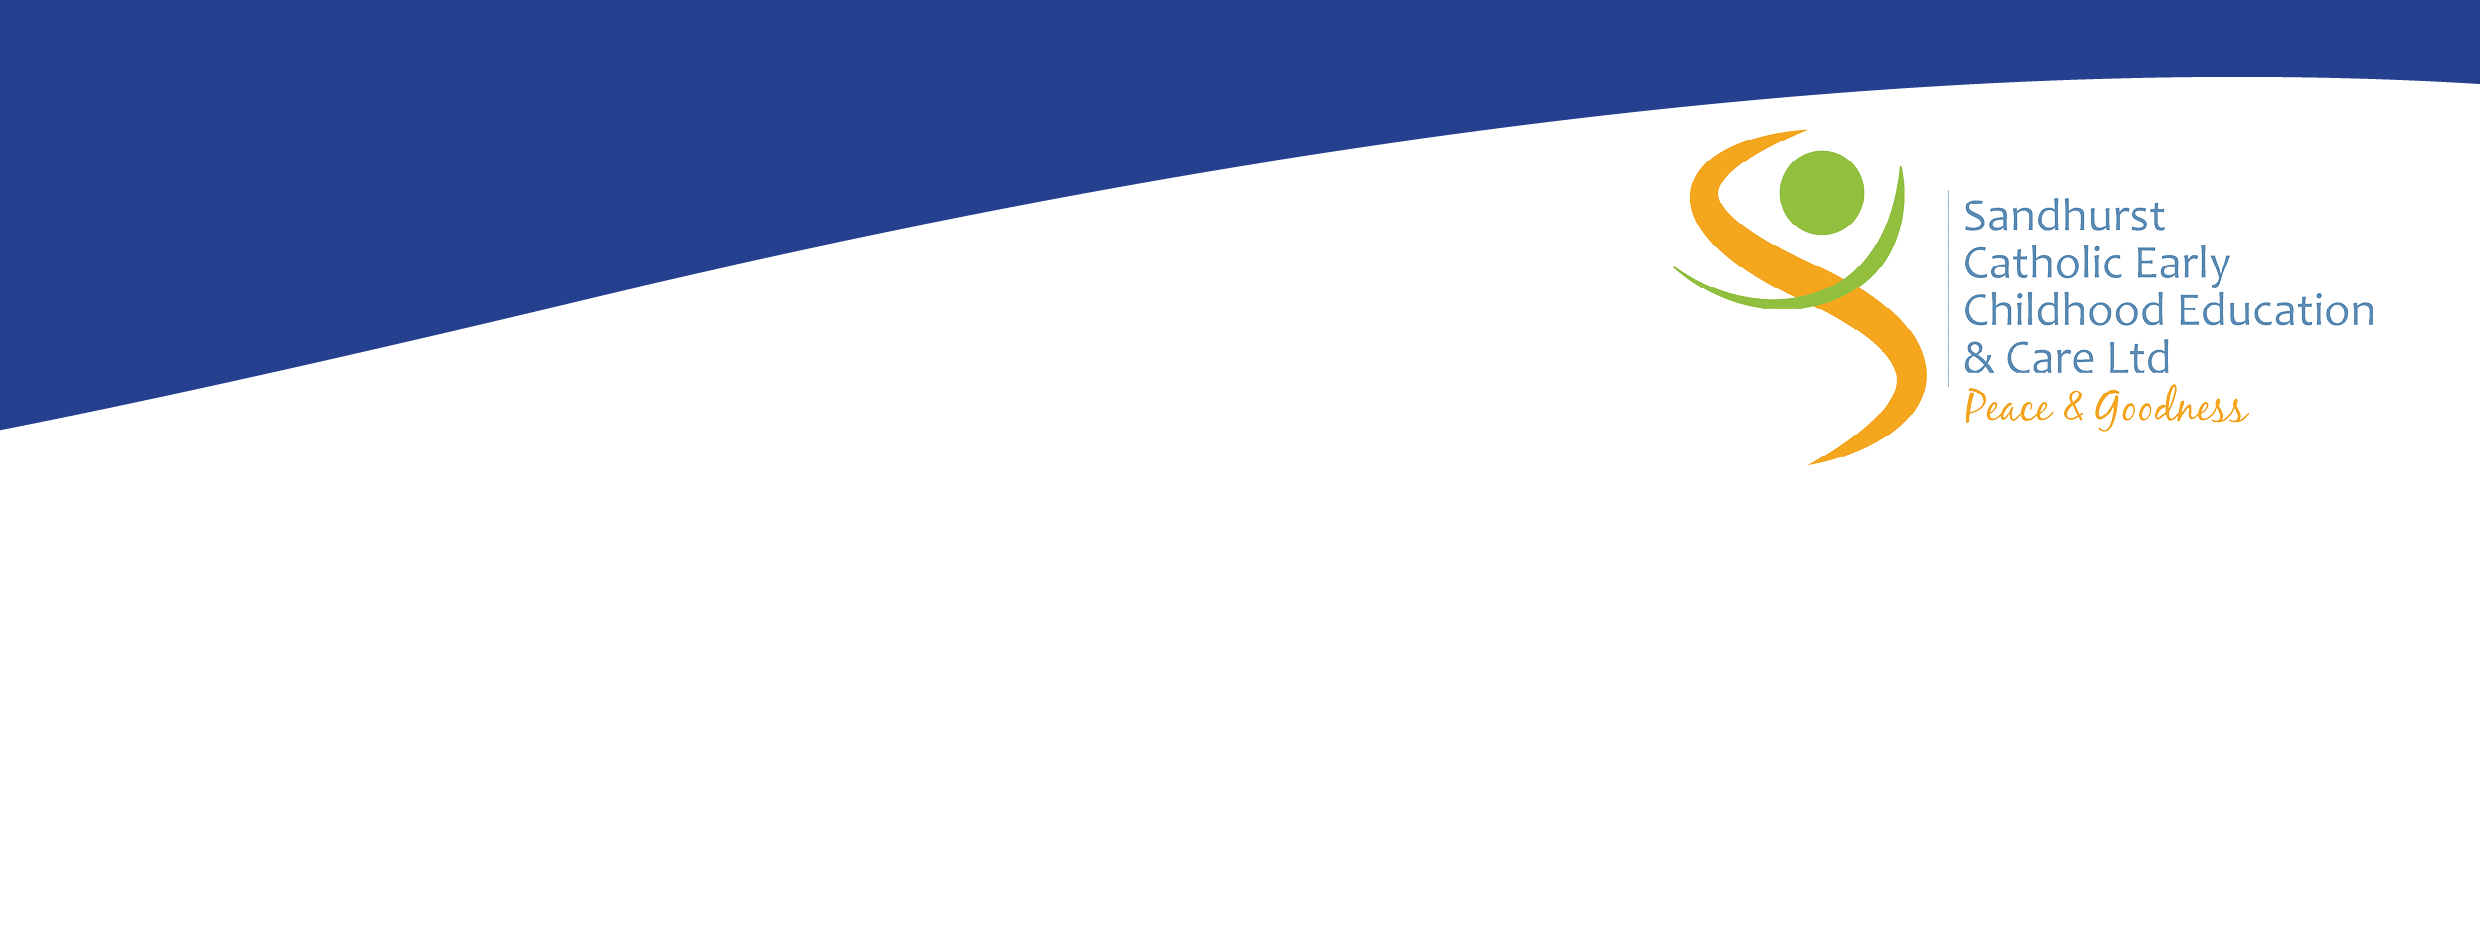 Sandhurst
Catholic Early
Childhood Education
& Care Ltd
Peace & Goodness